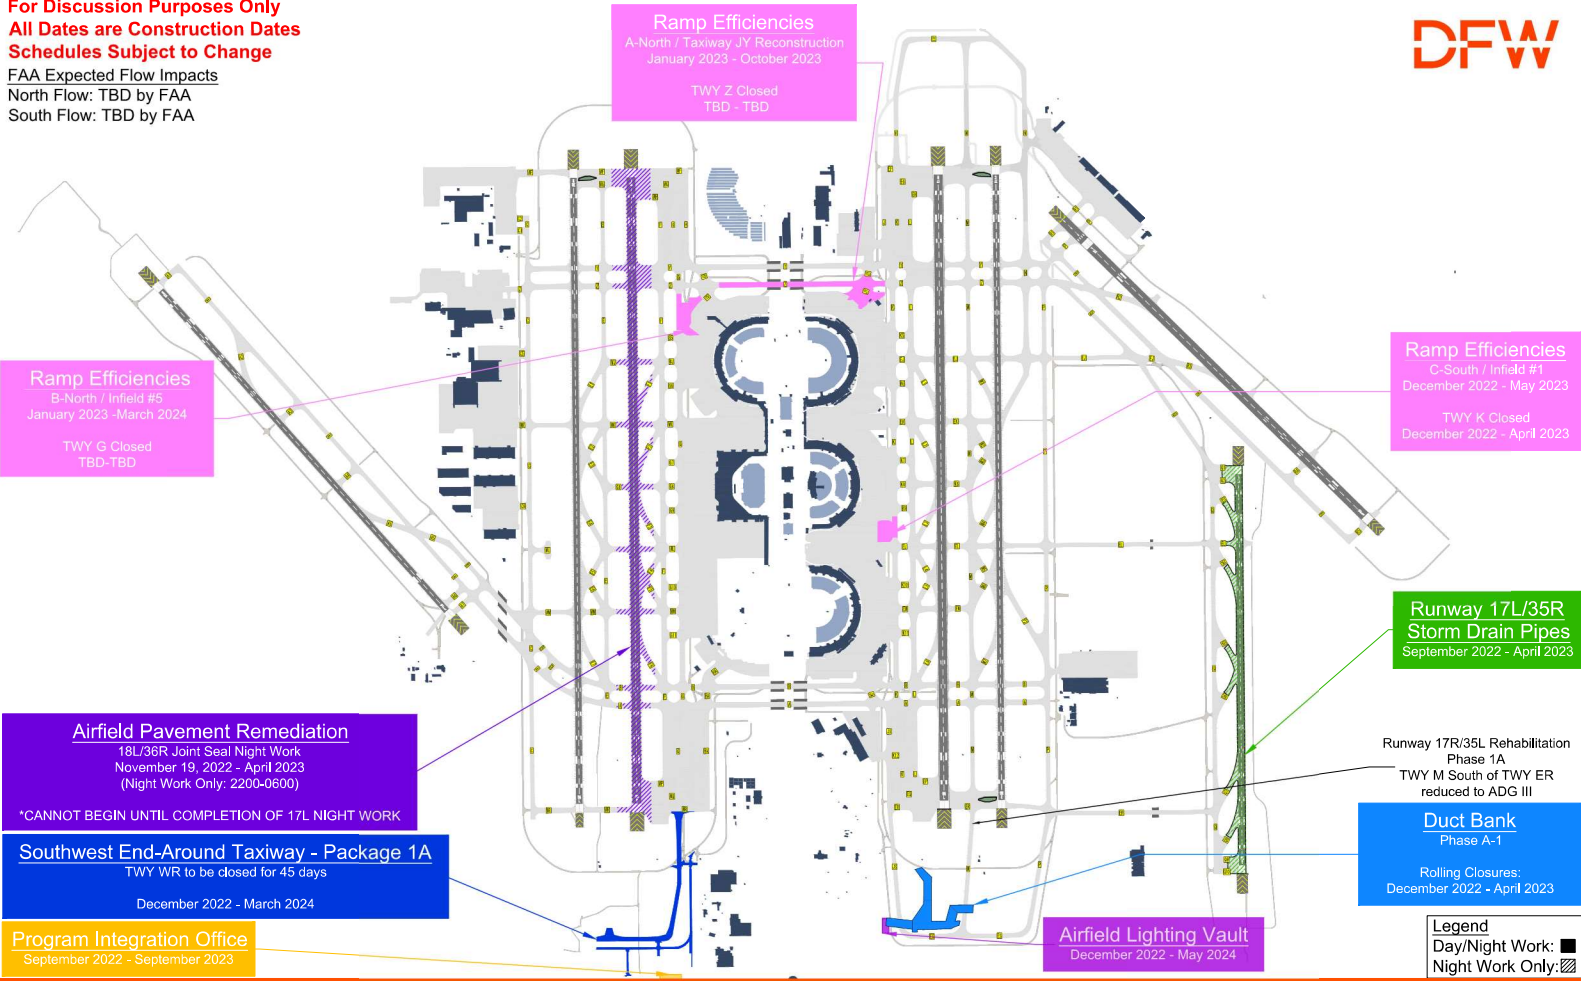 For Discussion Purposes Only
All Dates are Construction Dates
Schedules Subject to Change
FAA Expected Flow Impacts
North Flow: TBD by FAA
South Flow: TBD by FAA
Ramp Efficiencies
A-North / Taxiway JY Reconstruction
January 2023 - October 2023
TWY Z Closed
TBD - TBD
DFW
Ramp Efficiencies
B-North / Infield #5
January 2023 -March 2024
TWY G Closed
TBD-TBD
Ramp Efficiencies
C-South / Infield #1
December 2022 - May 2023
TWY K Closed
December 2022 - April 2023
Runway 17L/35R
Storm Drain Pipes
September 2022 - April 2023
Airfield Pavement Remediation
18L/36R Joint Seal Night Work
November 19, 2022 - April 2023
(Night Work Only: 2200-0600)
*CANNOT BEGIN UNTIL COMPLETION OF 17L NIGHT WORK
Runway 17R/35L Rehabilitation
Phase 1A
TWY M South of TWY ER
reduced to ADG III
Southwest End-Around Taxiway - Package 1A
TWY WR to be closed for 45 days
December 2022 - March 2024
Duct Bank
Phase A-1
Rolling Closures:
December 2022 - April 2023
Program Integration Office
September 2022 - September 2023
Airfield Lighting Vault
December 2022 - May 2024
Legend
Day/Night Work:
Night Work Only: